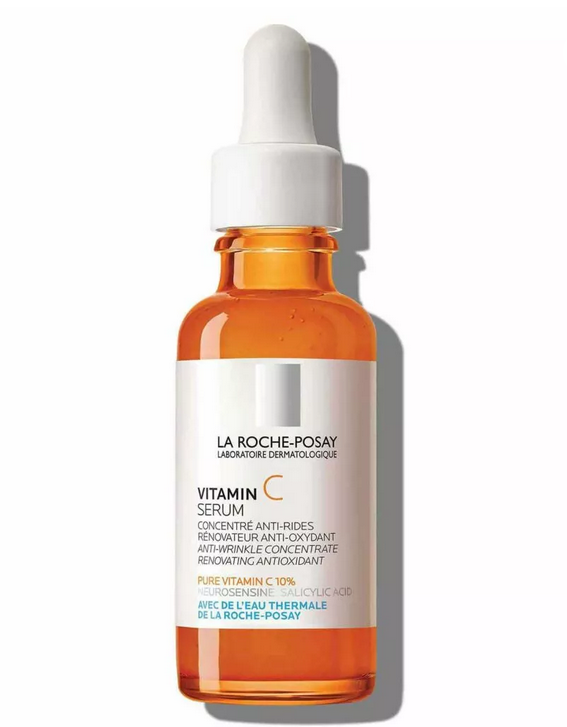 LA ROCHE-POSAY
LABORATOIRE DERMATOLOGIQUE
VITAMIN C
SERUM
CONCENTRÉ ANTI-RIDES
RÉNOVATEUR ANTI-OXYDANT
ANTI-WRINKLE CONCENTRATE
RENOVATING ANTIOXIDANT
PURE VITAMIN C 10%
NEUROSENSINE. SALICYLIC ACID
AVEC DE L'EAU THERMALE
DE LA ROCHE-POSAY